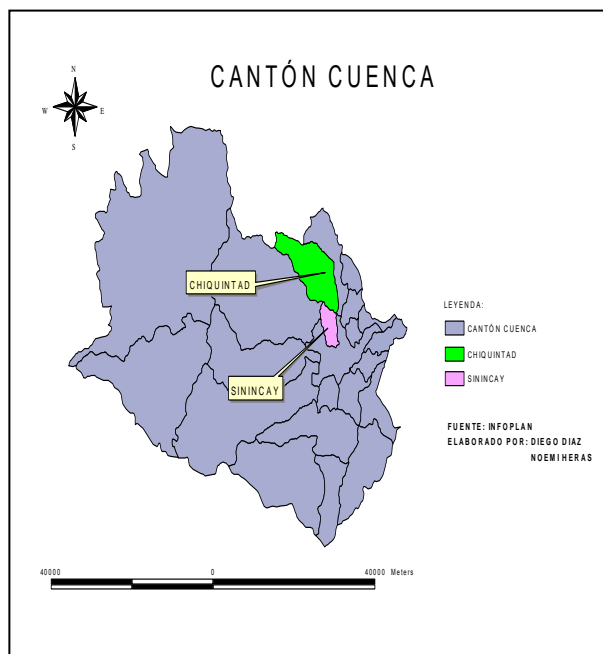 CANTÓN CUENCA
N
W E
S
CHIQUINTAD
SININCAY
LEYENDA:
CANTÓN CUENCA
CHIQUINTAD
SININCAY
FUENTE: INFOPLAN
ELABORADO POR: DIEGO DIAZ
NOEMI HERAS
40000 0 40000 Meters